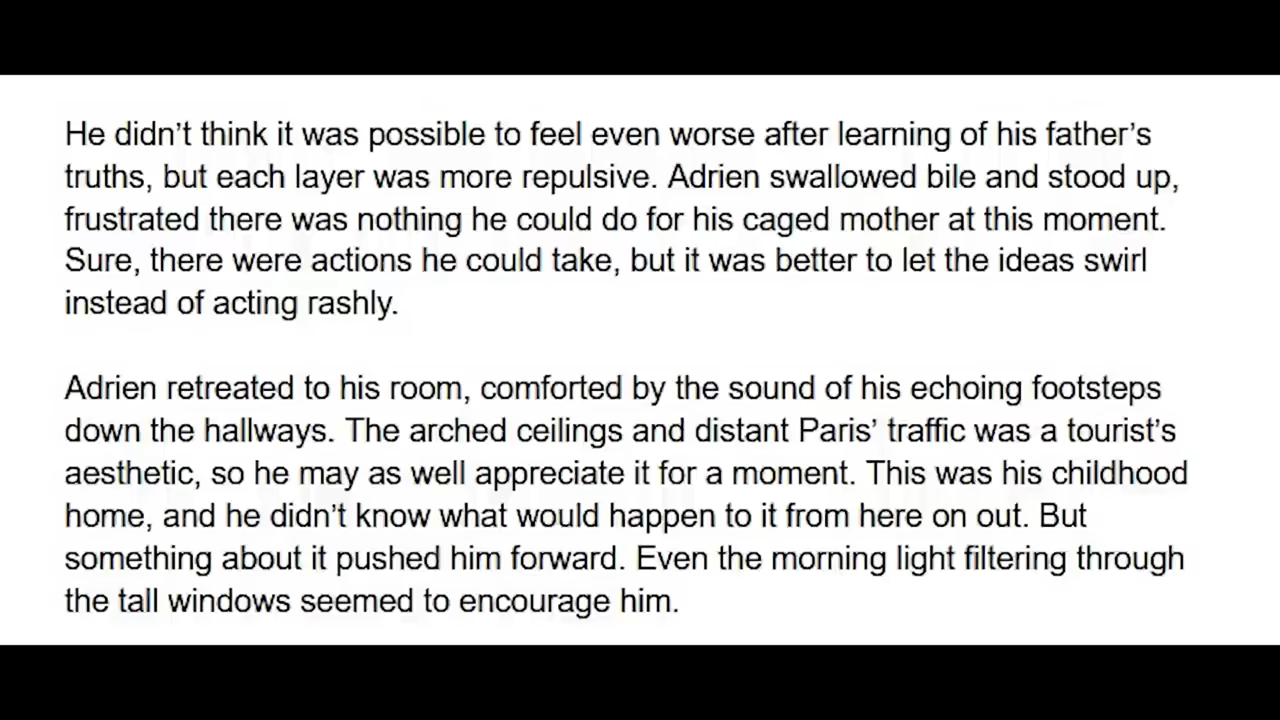 He didn’t think it was possible to feel even worse after learning of his father’s
truths, but each layer was more repulsive. Adrien swallowed bile and stood up,
frustrated there was nothing he could do for his caged mother at this moment.
Sure, there were actions he could take, but it was better to let the ideas swirl
instead of acting rashly.
Adrien retreated to his room, comforted by the sound of his echoing footsteps
down the hallways. The arched ceilings and distant Paris’ traffic was a tourist’s
aesthetic, so he may as well appreciate it for a moment. This was his childhood
home, and he didn’t know what would happen to it from here on out. But
something about it pushed him forward. Even the morning light filtering through
the tall windows seemed to encourage him.